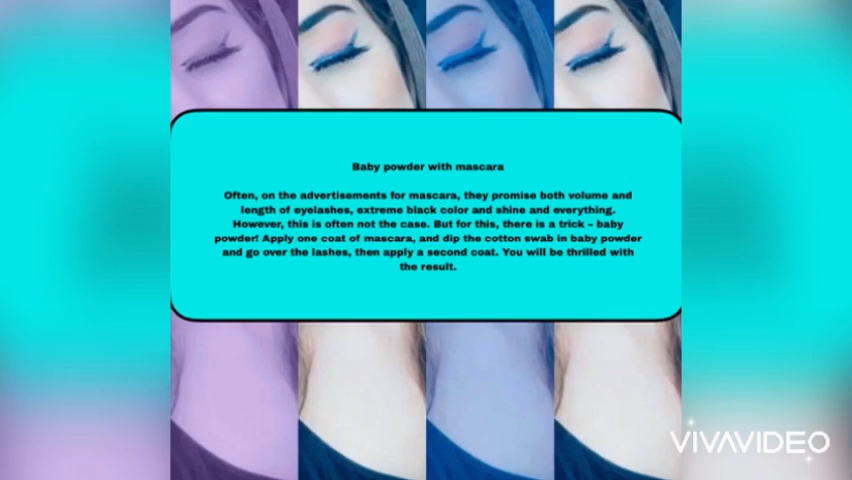 Baby powder with mascara
Often, on the advertisements for mascara, they promise both volume and
length of eyelashes, extreme black color and shine and everything.
However, this is often not the case. But for this, there is a trick – baby
powder! Apply one coat of mascara, and dip the cotton swab in baby powder
and go over the lashes, then apply a second coat. You will be thrilled with
the result.
VIVAVIDEO